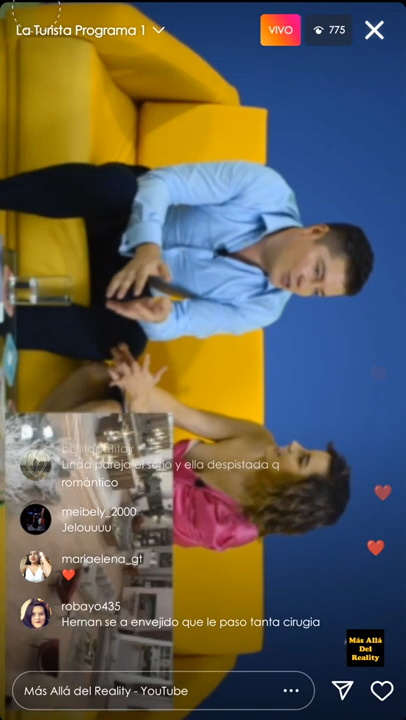 La Turista Programa 1
VIVO
775
Linda pareja el serio y ella despistada q
romántico
meibely_2000
Jelouuuu
mariaelena_gt
❤️
robayo435
Hernan se a envejido que le paso tanta cirugia
Más Allá
Del
Reality
Más Allá del Reality - YouTube